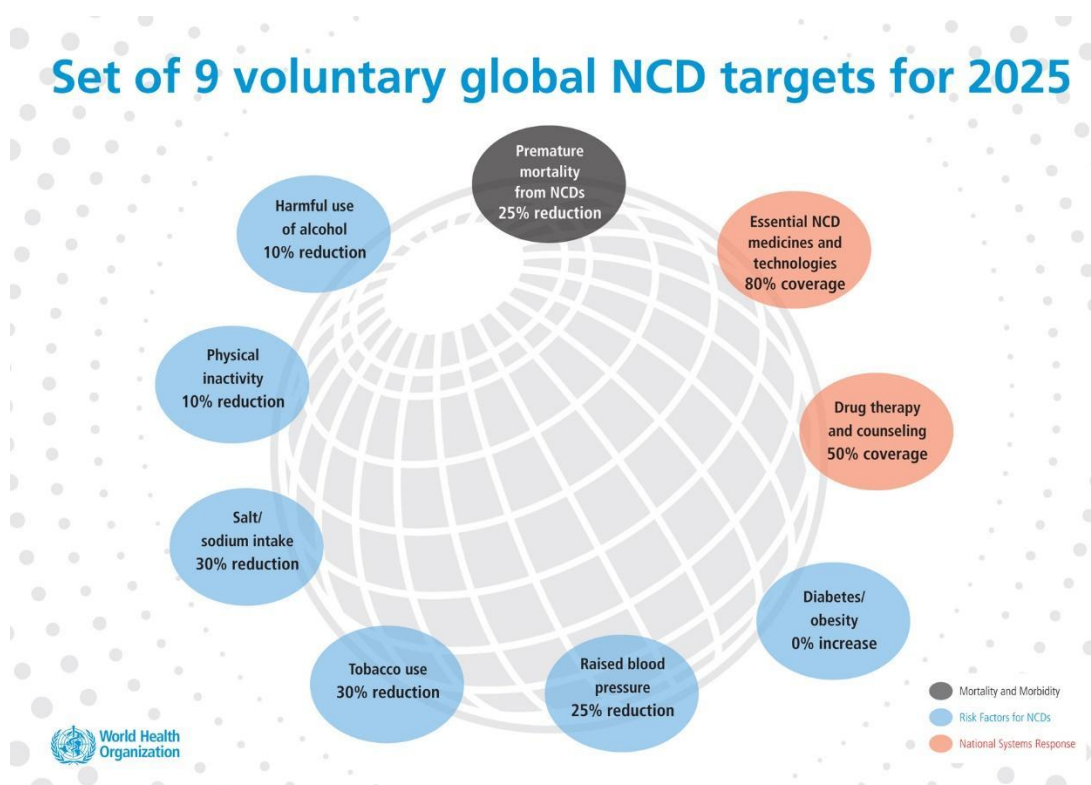 Set of 9 voluntary global NCD targets for 2025
Premature
mortality
from NCDs
25% reduction
Essential NCD
medicines and
technologies
80% coverage
Drug therapy
and counseling
50% coverage
Diabetes/
obesity
0% increase
Raised blood
pressure
25% reduction
Tobacco use
30% reduction
Salt/
sodium intake
30% reduction
Physical
inactivity
10% reduction
Harmful use
of alcohol
10% reduction
Mortality and Morbidity
Risk Factors for NCDs
National Systems Response
World Health
Organization